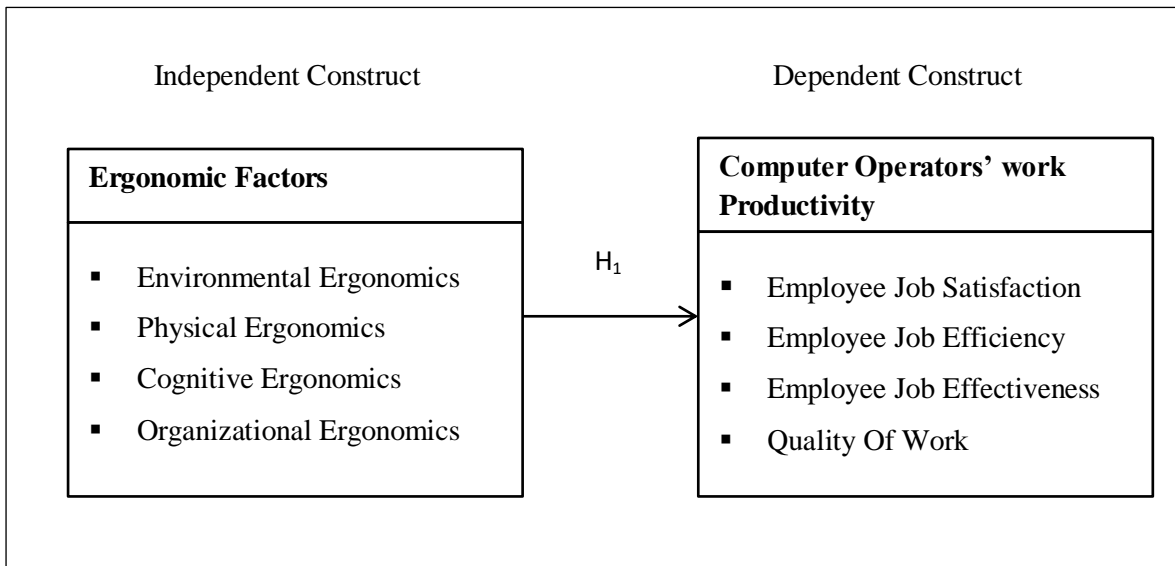 Independent Construct
Dependent Construct
Ergonomic Factors
▪ Environmental Ergonomics
▪ Physical Ergonomics
▪ Cognitive Ergonomics
▪ Organizational Ergonomics
H₁
Computer Operators’ work
Productivity
▪ Employee Job Satisfaction
▪ Employee Job Efficiency
▪ Employee Job Effectiveness
▪ Quality Of Work